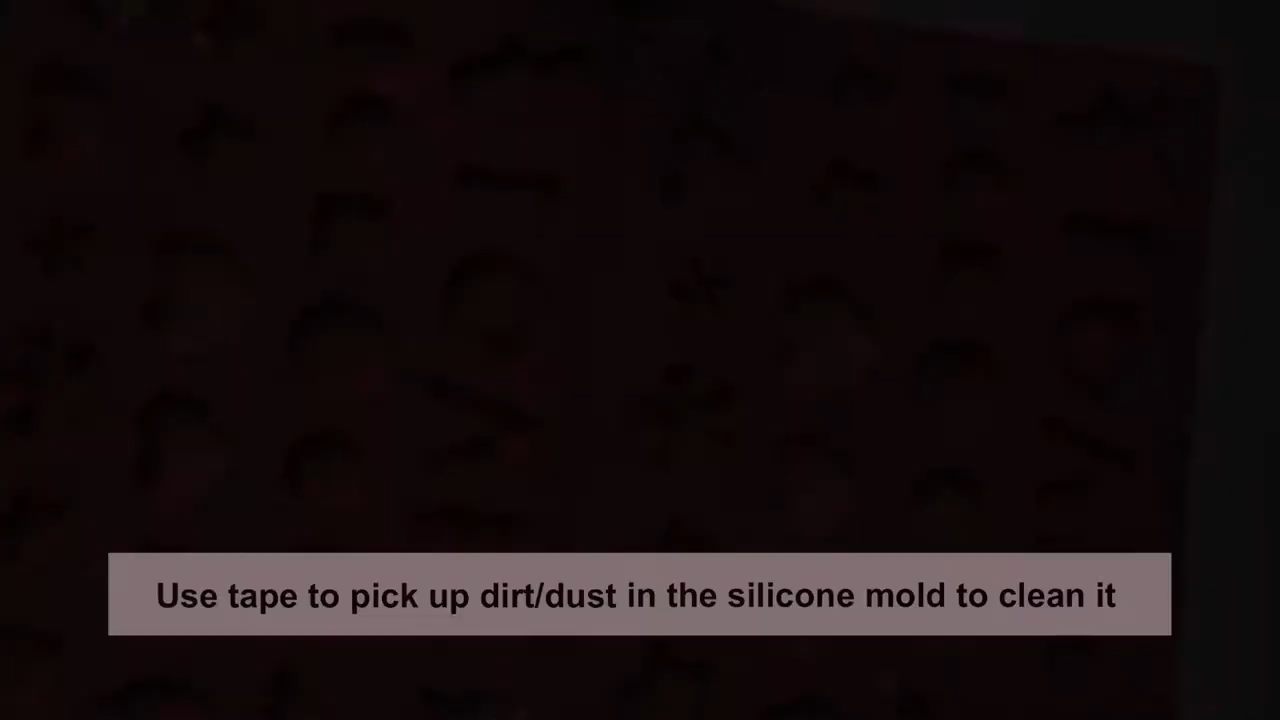 Use tape to pick up dirt/dust in the silicone mold to clean it